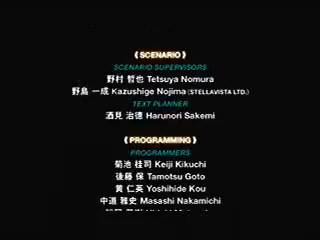 《SCENARIO》
SCENARIO SUPERVISORS
野村 哲也 Tetsuya Nomura
野島 一成 Kazushige Nojima (STELLAVISTA LTD.)
TEXT PLANNER
酒見 治徳 Harunori Sakemi
《PROGRAMMING》
PROGRAMMERS
菊池 桂司 Keiji Kikuchi
後藤 保 Tamotsu Goto
黄 仁英 Yoshihide Kou
中道 雅史 Masashi Nakamichi